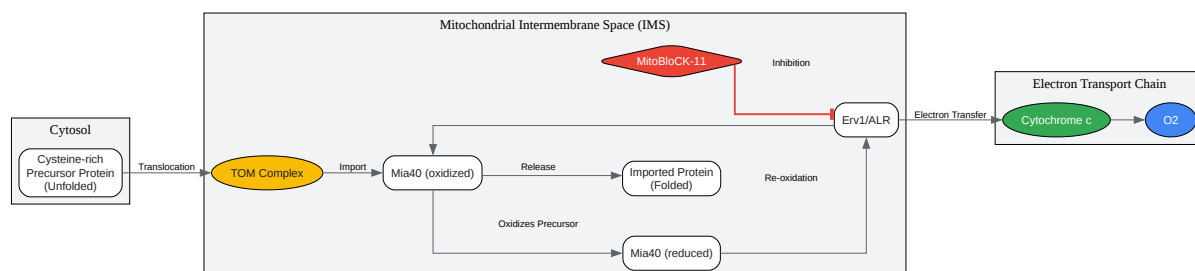 Mitochondrial Intermembrane Space (IMS)
MitoBloCK-11
Inhibition
Electron Transport Chain
Cytosol
Erv1/ALR
Electron Transfer
Cytochrome c
O2
Cysteine-rich
Precursor Protein
(Unfolded)
Translocation
TOM Complex
Import
Mia40 (oxidized)
Release
Imported Protein
(Folded)
Re-oxidation
Oxidizes Precursor
Mia40 (reduced)